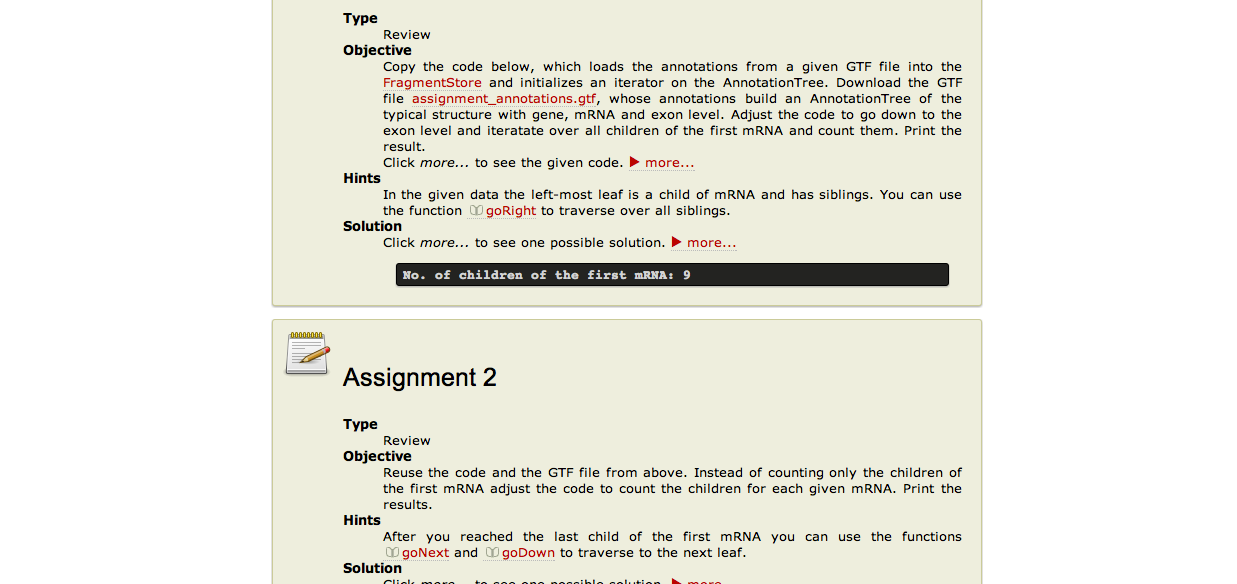 Type
Review
Objective
Copy the code below, which loads the annotations from a given GTF file into the
FragmentStore and initializes an iterator on the AnnotationTree. Download the GTF
file assignment_annotations.gtf, whose annotations build an AnnotationTree of the
typical structure with gene, mRNA and exon level. Adjust the code to go down to the
exon level and iteratate over all children of the first mRNA and count them. Print the
result.
Click more... to see the given code. ▶ more...
Hints
In the given data the left-most leaf is a child of mRNA and has siblings. You can use
the function goRight to traverse over all siblings.
Solution
Click more... to see one possible solution. ▶ more...
No. of children of the first mRNA: 9
Assignment 2
Type
Review
Objective
Reuse the code and the GTF file from above. Instead of counting only the children of
the first mRNA adjust the code to count the children for each given mRNA. Print the
results.
Hints
After you reached the last child of the first mRNA you can use the functions
goNext and goDown to traverse to the next leaf.
Solution
Click more... to see one possible solution. ▶ more...